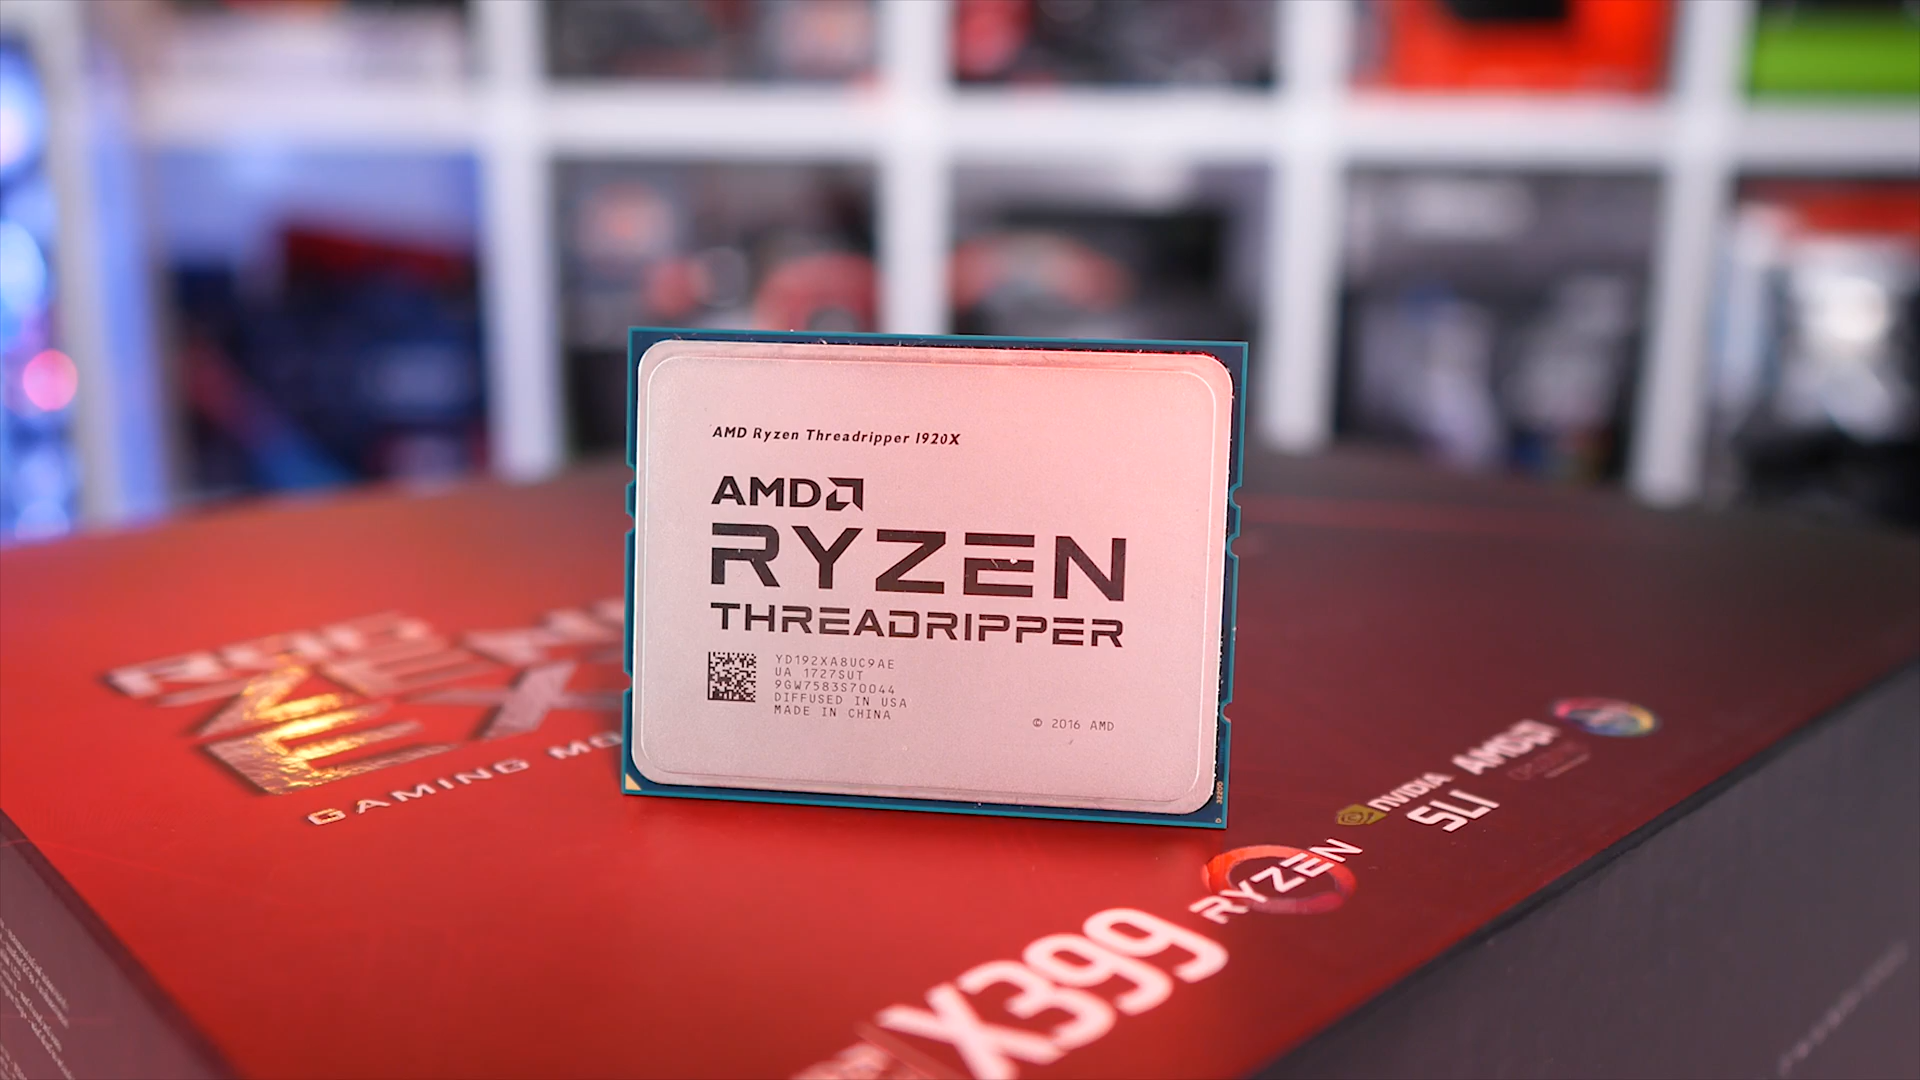 AMD Ryzen Threadripper 1920X
AMD
RYZEN
THREADRIPPER
YD192XA8UC9AE
UA 1727SUT
9GW7583S70044
DIFFUSED IN USA
MADE IN CHINA
© 2016 AMD
GAMING
NVIDIA
SLI
AMD
RYZEN
X399